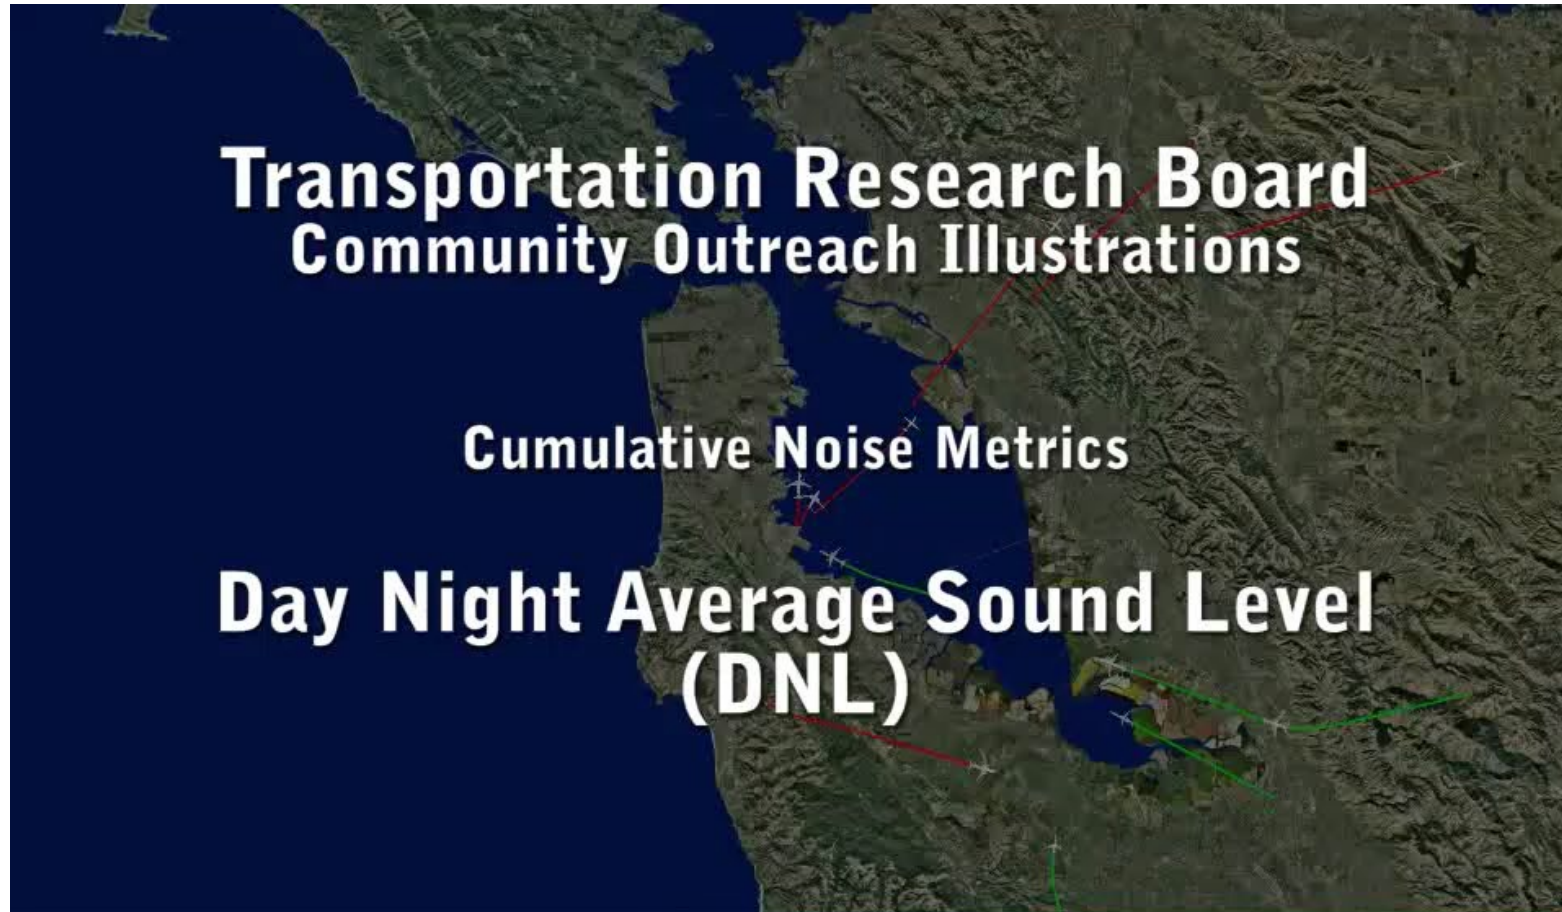 Transportation Research Board
Community Outreach Illustrations
Cumulative Noise Metrics
Day Night Average Sound Level
(DNL)